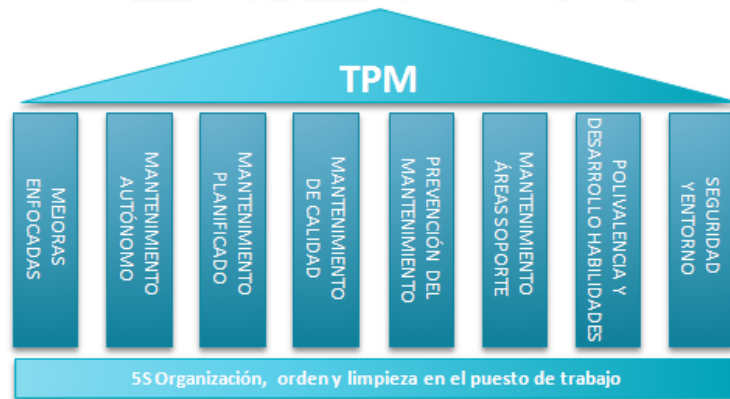 TPM
MEJORAS
ENFOCADAS
MANTENIMIENTO
AUTÓNOMO
MANTENIMIENTO
PLANIFICADO
MANTENIMIENTO
DE CALIDAD
PREVENCIÓN DEL
MANTENIMIENTO
MANTENIMIENTO
ÁREAS SOPORTE
POLIVALENCIA Y
DESARROLLO HABILIDADES
SEGURIDAD
Y ENTORNO
5S Organización, orden y limpieza en el puesto de trabajo